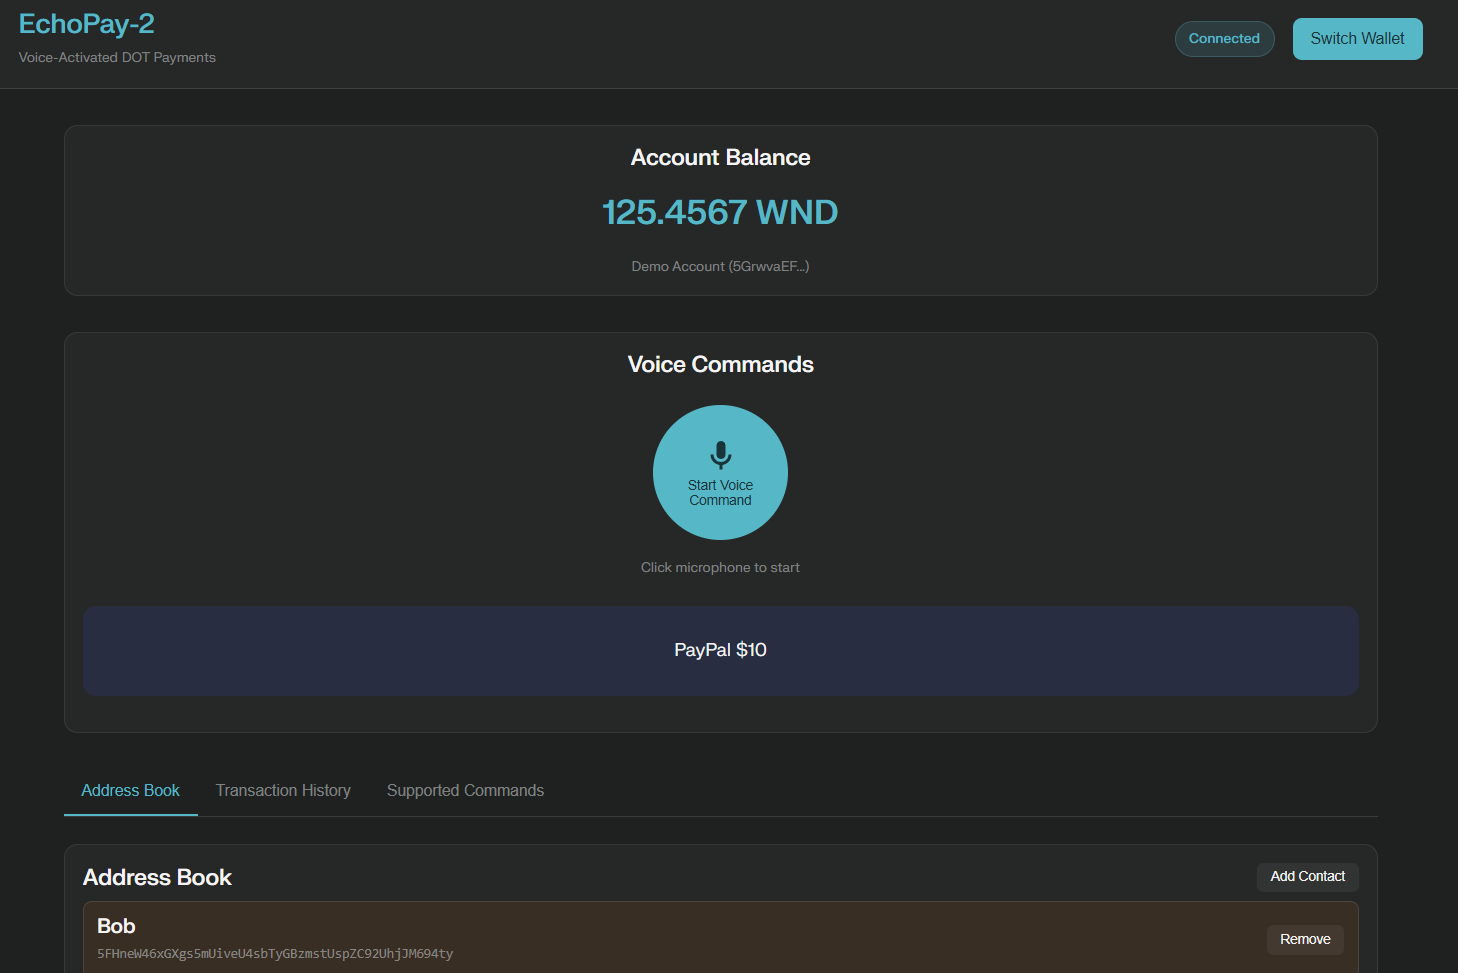 EchoPay-2
Voice-Activated DOT Payments
Connected
Switch Wallet
Account Balance
125.4567 WND
Demo Account (5GrwvaEF...)
Voice Commands
Start Voice
Command
Click microphone to start
PayPal $10
Address Book
Transaction History
Supported Commands
Address Book
Add Contact
Bob
5FHneW46xGXgs5mUiveU4sbTyGBzmstUspZC92UhjJM694ty
Remove